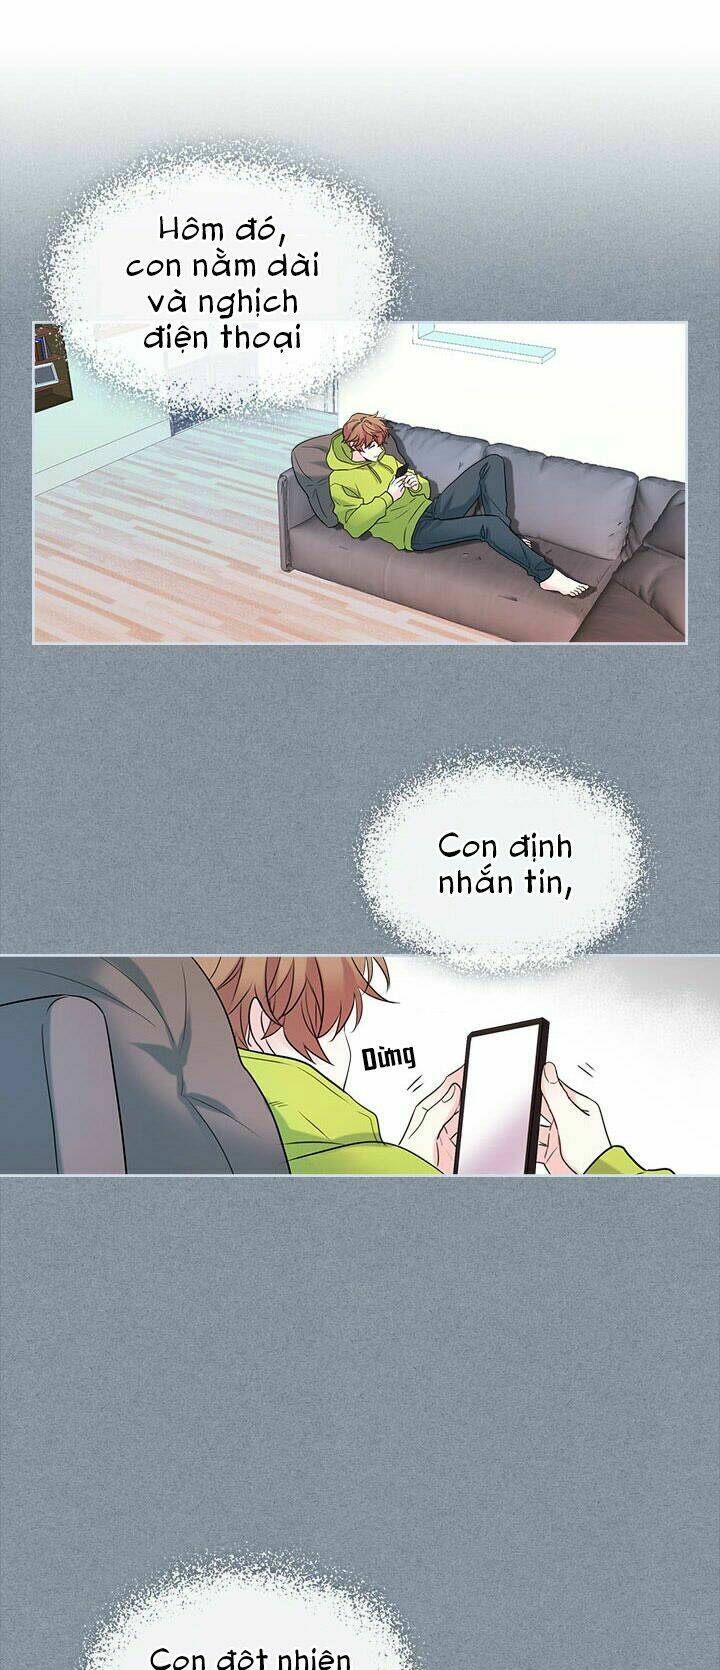 Hôm đó,
con nằm dài
và nghịch
điện thoại
Con định
nhắn tin,
Dừng
Con đột nhiên